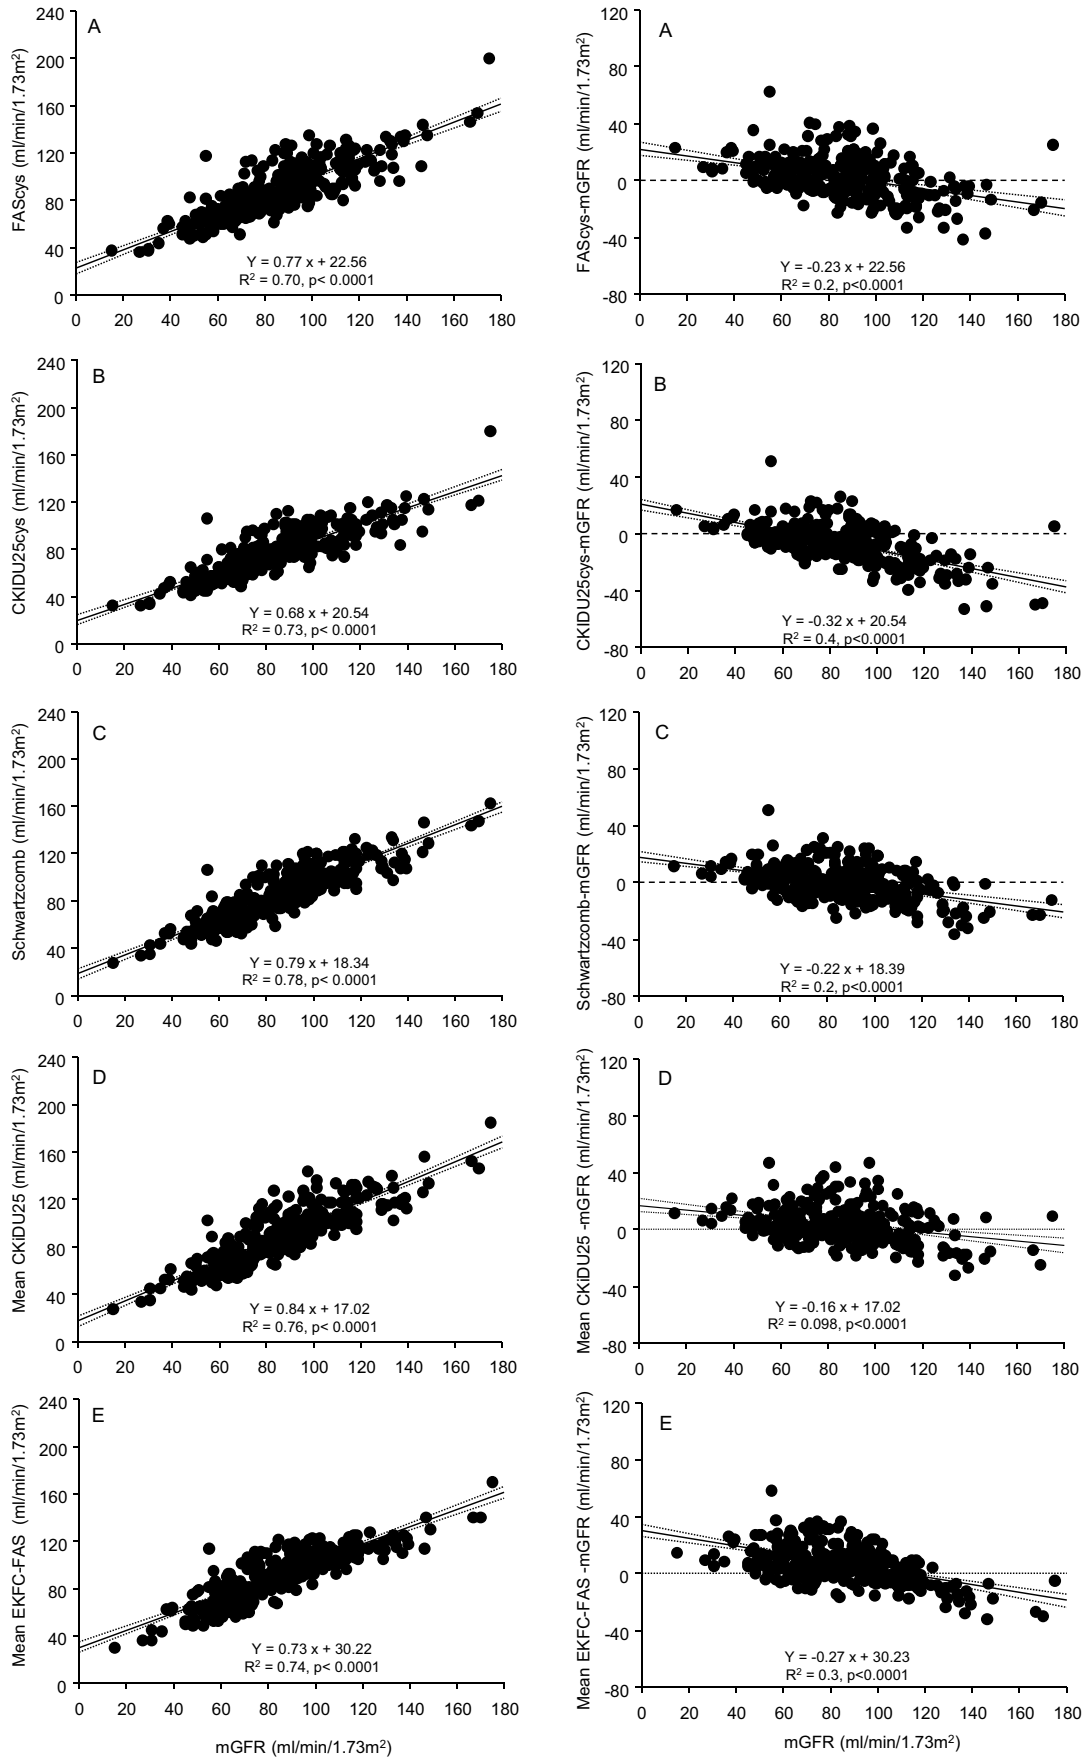 A
FAScys (ml/min/1.73m²)
240
200
160
120
80
40
0
Y = 0.77 x + 22.56
R² = 0.70, p< 0.0001
0 20 40 60 80 100 120 140 160 180
A
FAScys-mGFR (ml/min/1.73m²)
120
80
40
0
-40
-80
Y = -0.23 x + 22.56
R² = 0.2, p<0.0001
0 20 40 60 80 100 120 140 160 180
B
CKIDU25cys (ml/min/1.73m²)
240
200
160
120
80
40
0
Y = 0.68 x + 20.54
R² = 0.73, p< 0.0001
0 20 40 60 80 100 120 140 160 180
B
CKIDU25cys-mGFR (ml/min/1.73m²)
120
80
40
0
-40
-80
Y = -0.32 x + 20.54
R² = 0.4, p<0.0001
0 20 40 60 80 100 120 140 160 180
C
Schwartzcomb (ml/min/1.73m²)
240
200
160
120
80
40
0
Y = 0.79 x + 18.34
R² = 0.78, p< 0.0001
0 20 40 60 80 100 120 140 160 180
C
Schwartzcomb-mGFR (ml/min/1.73m²)
120
80
40
0
-40
-80
Y = -0.22 x + 18.39
R² = 0.2, p<0.0001
0 20 40 60 80 100 120 140 160 180
D
Mean CKiDU25 (ml/min/1.73m²)
240
200
160
120
80
40
0
Y = 0.84 x + 17.02
R² = 0.76, p< 0.0001
0 20 40 60 80 100 120 140 160 180
D
Mean CKiDU25 -mGFR (ml/min/1.73m²)
120
80
40
0
-40
-80
Y = -0.16 x + 17.02
R² = 0.098, p<0.0001
0 20 40 60 80 100 120 140 160 180
E
Mean EKFC-FAS (ml/min/1.73m²)
240
200
160
120
80
40
0
Y = 0.73 x + 30.22
R² = 0.74, p< 0.0001
0 20 40 60 80 100 120 140 160 180
mGFR (ml/min/1.73m²)
E
Mean EKFC-FAS -mGFR (ml/min/1.73m²)
120
80
40
0
-40
-80
Y = -0.27 x + 30.23
R² = 0.3, p<0.0001
0 20 40 60 80 100 120 140 160 180
mGFR (ml/min/1.73m²)